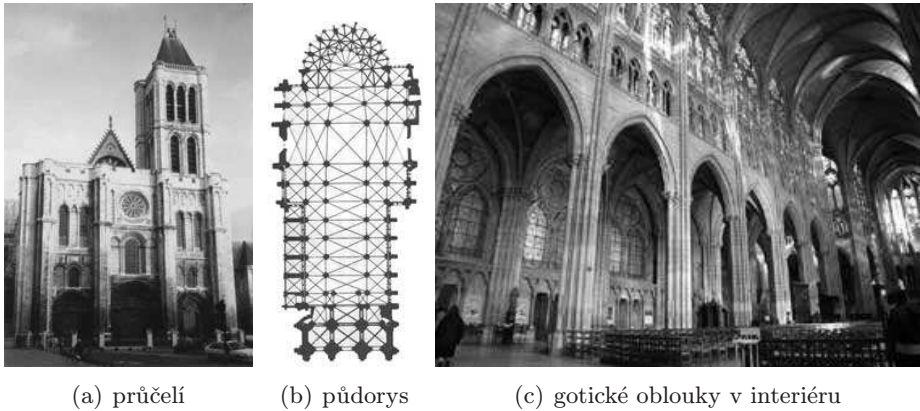 (a) průčelí
(b) půdorys
(c) gotické oblouky v interiéru